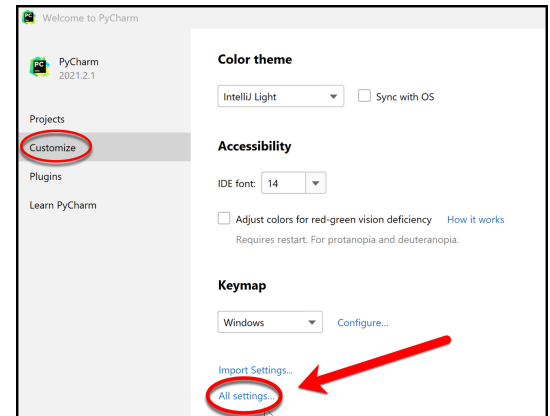 Welcome to PyCharm
PyCharm
2021.2.1
Projects
Customize
Plugins
Learn PyCharm
Color theme
IntelliJ Light
Sync with OS
Accessibility
IDE font: 14
Adjust colors for red-green vision deficiency How it works
Requires restart. For protanopia and deuteranopia.
Keymap
Windows Configure...
Import Settings...
All settings...